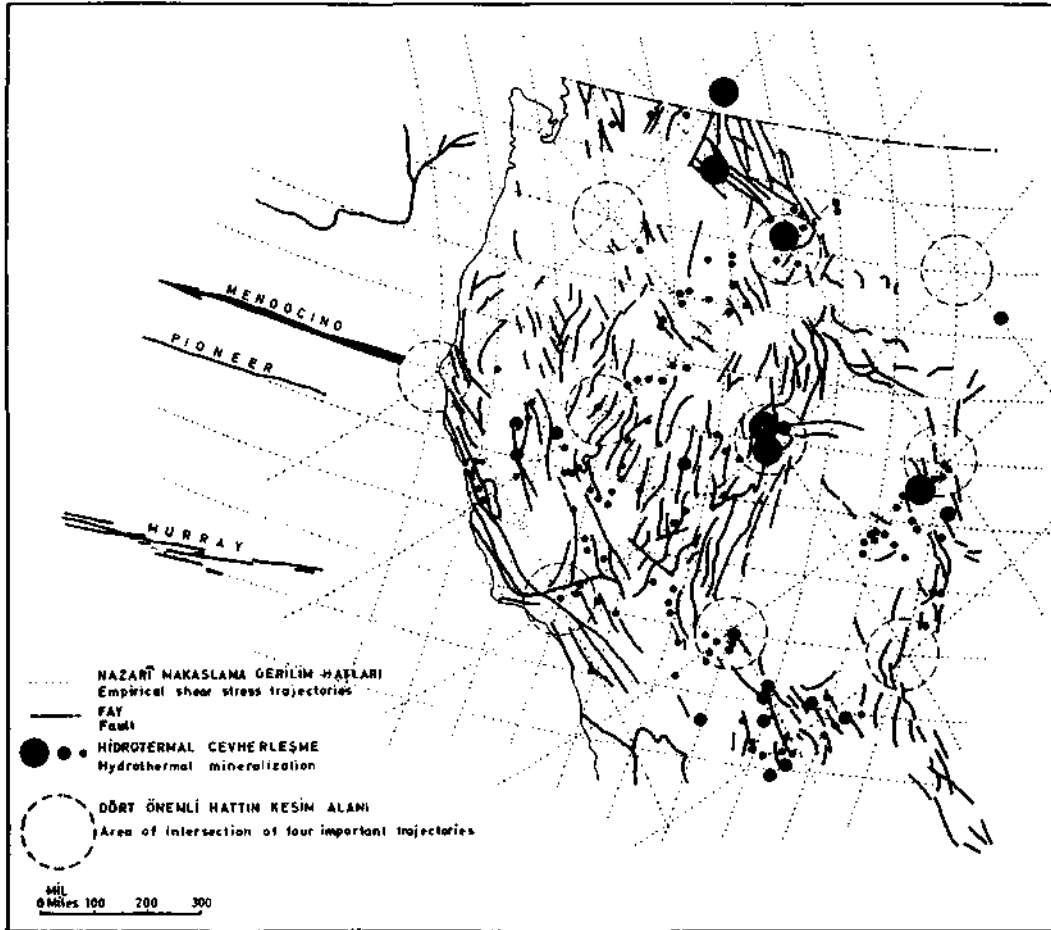 MENDOCINO
PIONEER
MURRAY
NAZARÎ MAKASLAMA GERİLİM HATLARI
Empirical shear stress trajectories
FAY
Fault
HİDROTERMAL CEVHERLEŞME
Hydrothermal mineralization
DÖRT ÖNEMLİ HATTIN KESİM ALANI
Area of intersection of four important trajectories
MİL
0 Miles 100 200 300